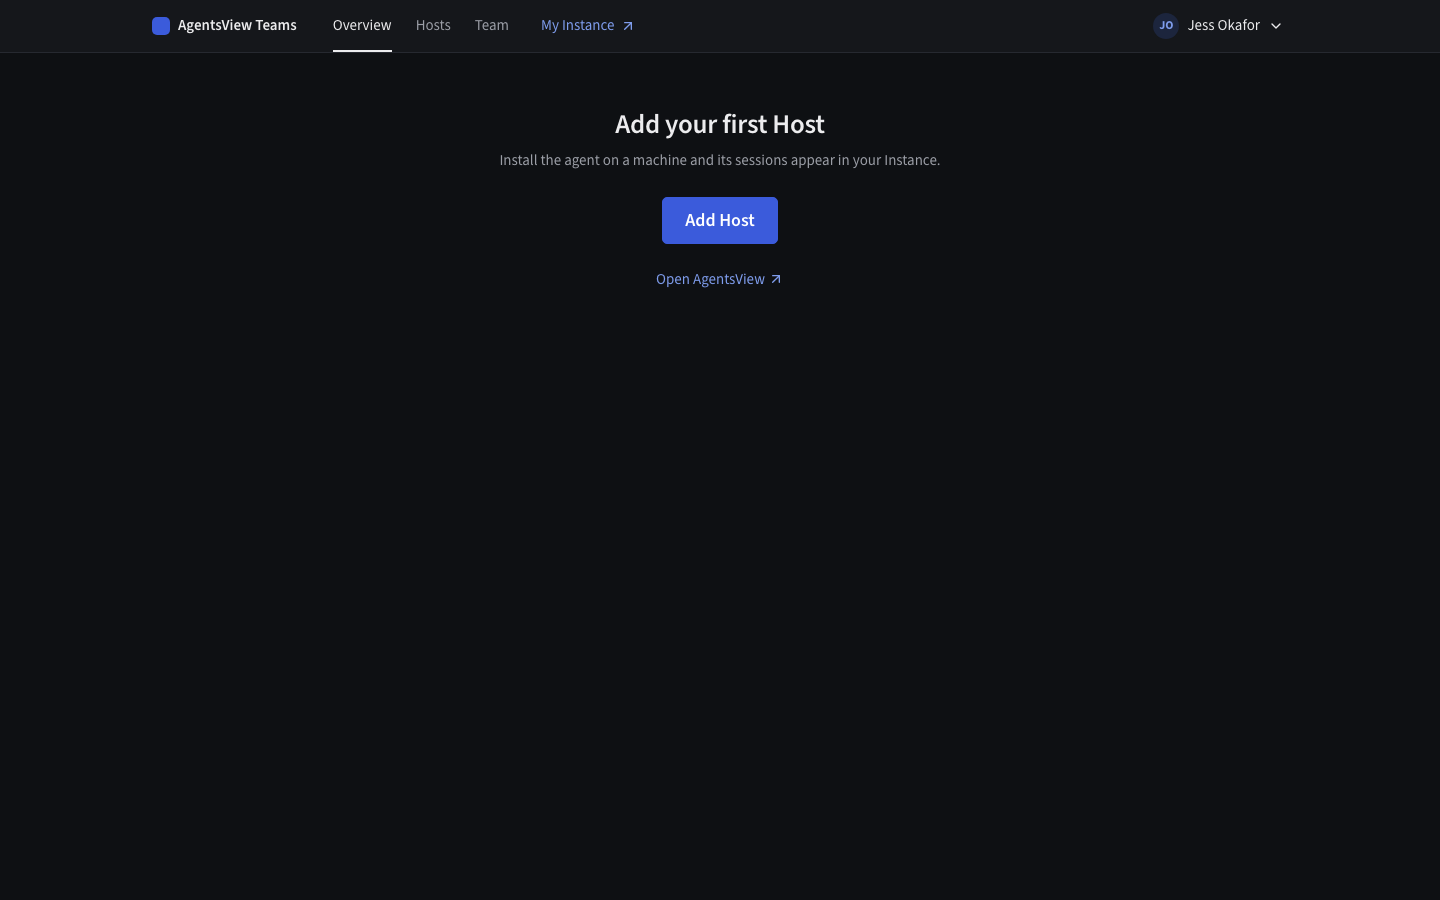 AgentsView Teams
Overview
Hosts
Team
My Instance
JO
Jess Okafor
Add your first Host
Install the agent on a machine and its sessions appear in your Instance.
Add Host
Open AgentsView